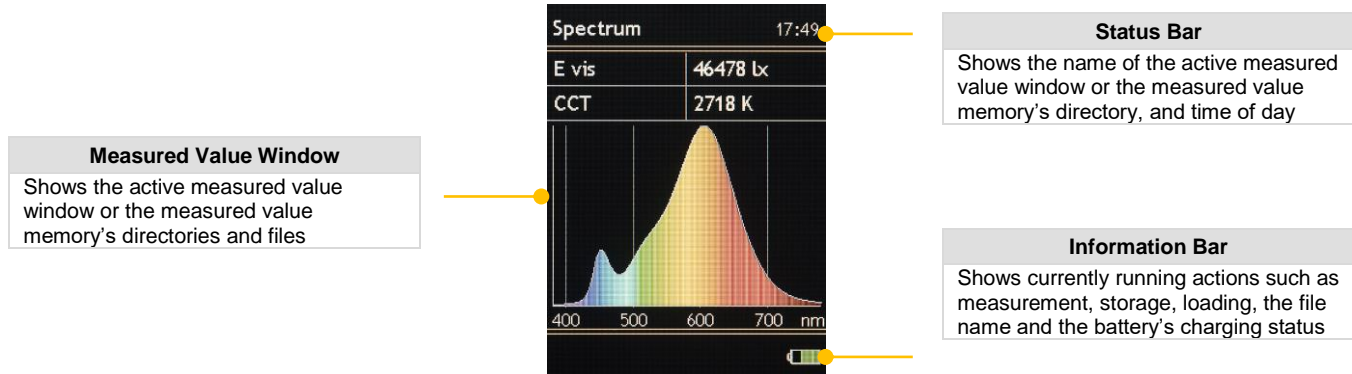 Measured Value Window
Shows the active measured value
window or the measured value
memory's directories and files
Spectrum 17:49
E vis 46478 lx
CCT 2718 K
400 500 600 700 nm
Status Bar
Shows the name of the active measured
value window or the measured value
memory's directory, and time of day
Information Bar
Shows currently running actions such as
measurement, storage, loading, the file
name and the battery's charging status